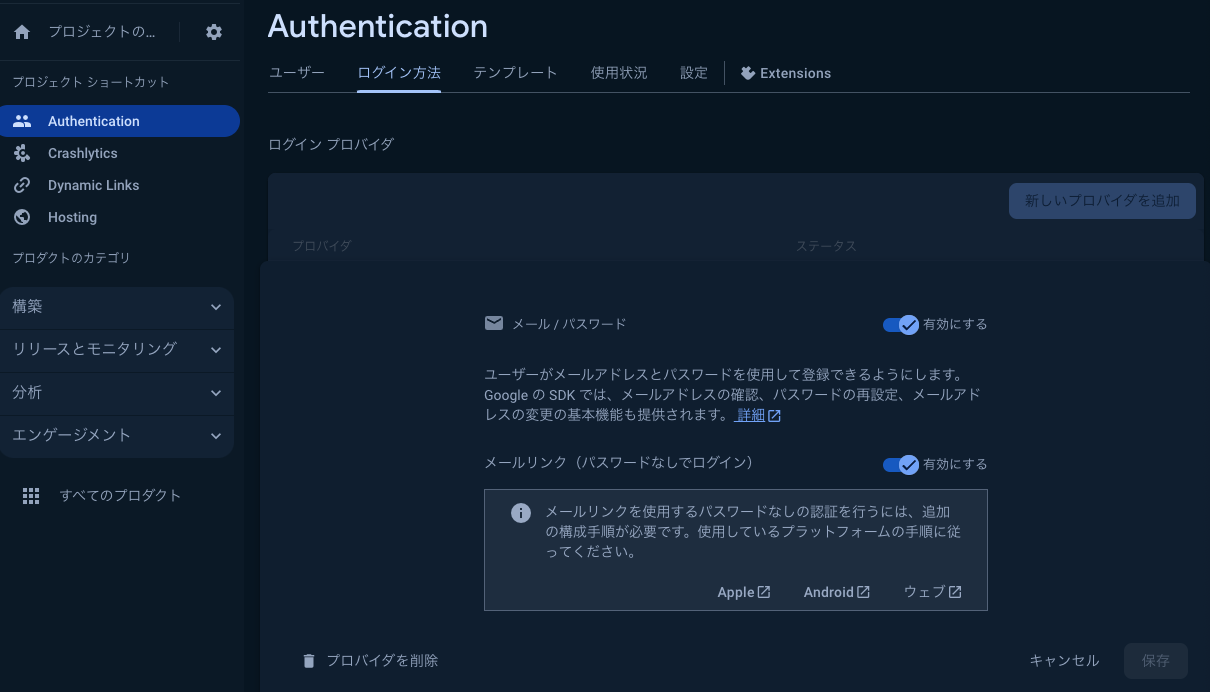 プロジェクトの...
プロジェクト ショートカット
Authentication
Crashlytics
Dynamic Links
Hosting
プロダクトのカテゴリ
構築
リリースとモニタリング
分析
エンゲージメント
すべてのプロダクト
Authentication
ユーザー ログイン方法 テンプレート 使用状況 設定 Extensions
ログイン プロバイダ
新しいプロバイダを追加
プロバイダ ステータス
メール / パスワード 有効にする
ユーザーがメールアドレスとパスワードを使用して登録できるようにします。
Google の SDK では、メールアドレスの確認、パスワードの再設定、メールアド
レスの変更の基本機能も提供されます。 詳細
メールリンク（パスワードなしでログイン） 有効にする
メールリンクを使用するパスワードなしの認証を行うには、追加
の構成手順が必要です。使用しているプラットフォームの手順に従
ってください。
Apple Android ウェブ
プロバイダを削除 キャンセル 保存